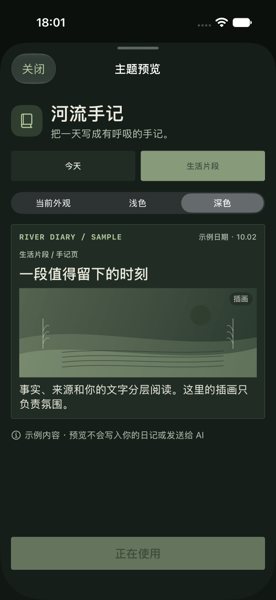 18:01
关闭
主题预览
河流手记
把一天写成有呼吸的手记。
今天
生活片段
当前外观
浅色
深色
RIVER DIARY / SAMPLE
示例日期 · 10.02
生活片段 / 手记页
一段值得留下的时刻
插画
事实、来源和你的文字分层阅读。这里的插画只
负责氛围。
示例内容 · 预览不会写入你的日记或发送给 AI
正在使用